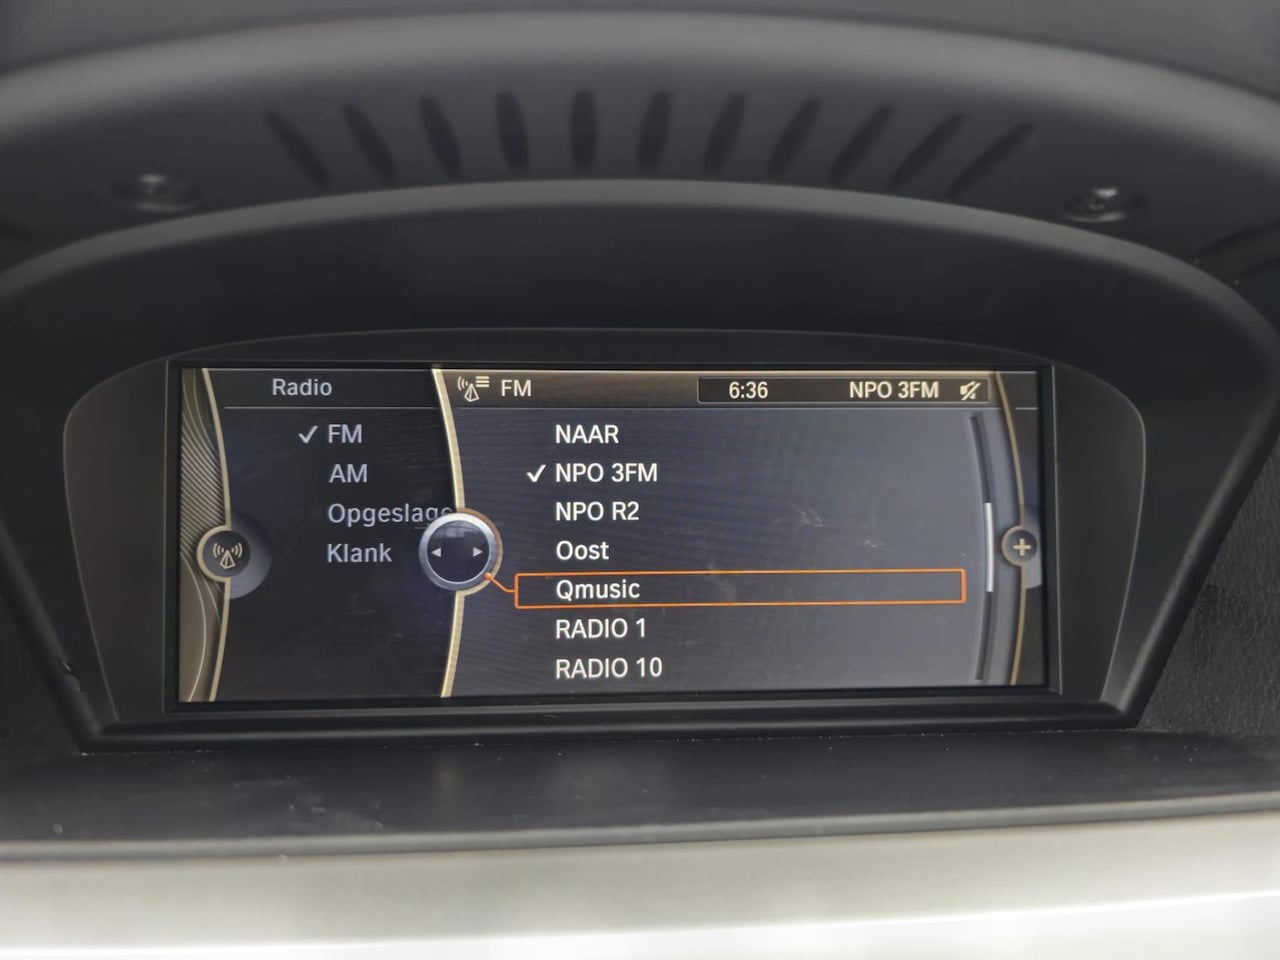 Radio
FM
6:36 NPO 3FM
FM
AM
Opgeslage
Klank
NAAR
NPO 3FM
NPO R2
Oost
Qmusic
RADIO 1
RADIO 10